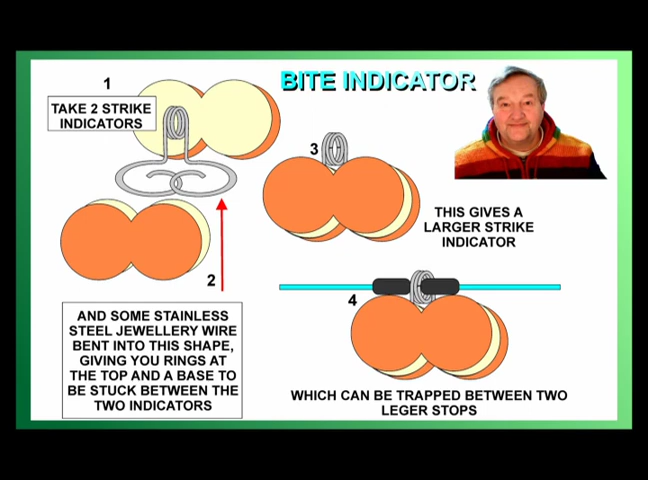 BITE INDICATOR
1
TAKE 2 STRIKE
INDICATORS
2
AND SOME STAINLESS
STEEL JEWELLERY WIRE
BENT INTO THIS SHAPE,
GIVING YOU RINGS AT
THE TOP AND A BASE TO
BE STUCK BETWEEN THE
TWO INDICATORS
3
THIS GIVES A
LARGER STRIKE
INDICATOR
4
WHICH CAN BE TRAPPED BETWEEN TWO
LEGER STOPS